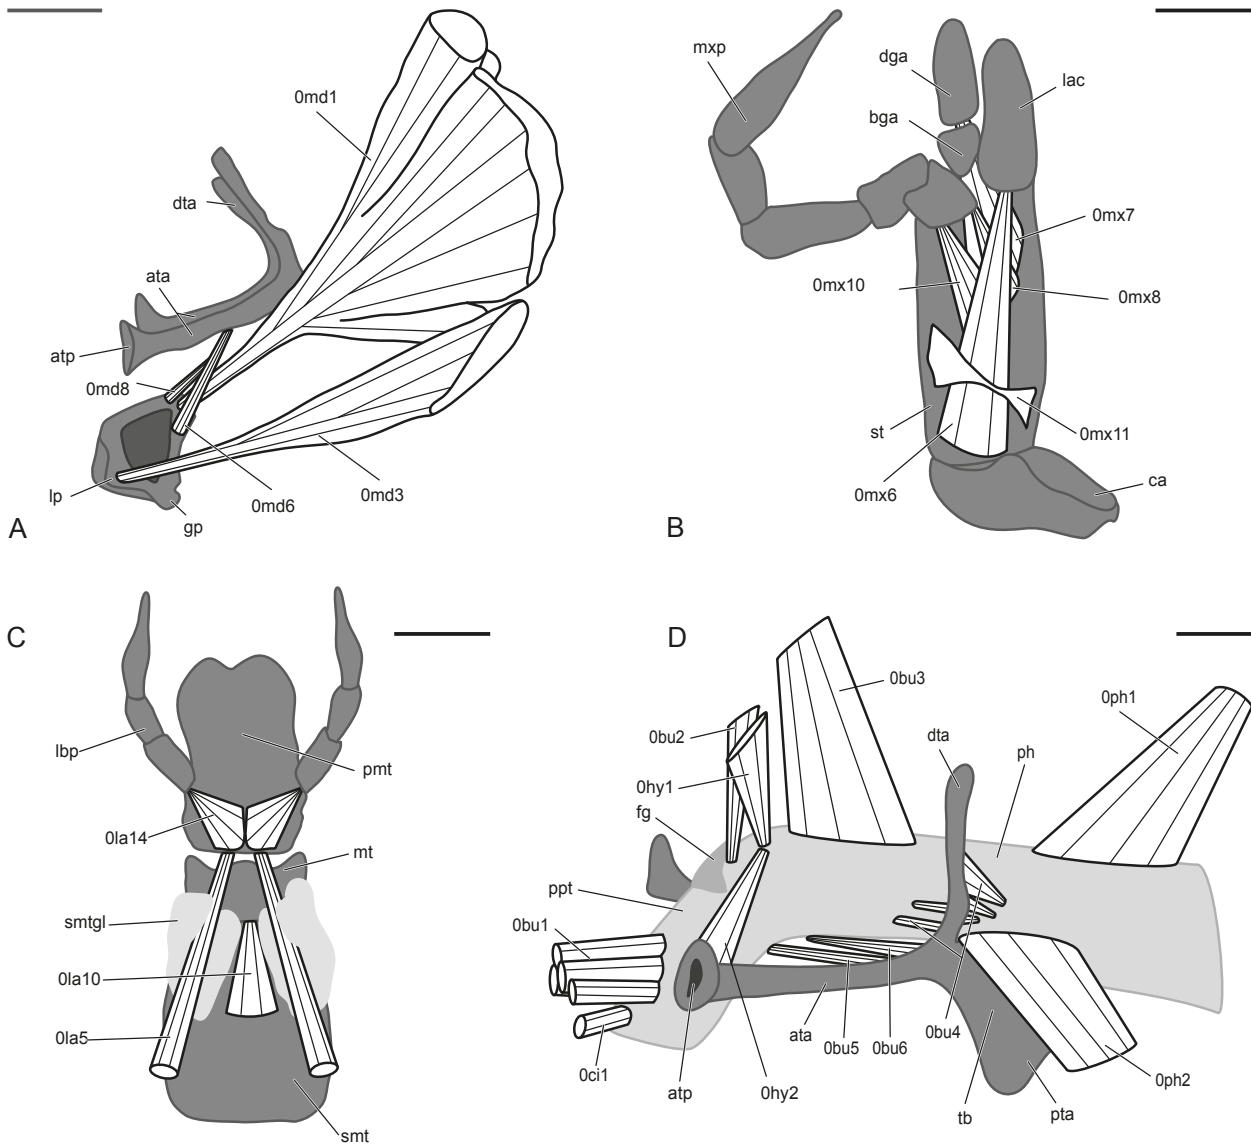 0md1
dta
ata
atp
0md8
lp
gp
0md6
0md3
A
mxp
dga
lac
bga
0mx7
0mx10
0mx8
st
0mx11
0mx6
ca
B
C
lbp
pmt
0la14
mt
smtgl
0la10
0la5
smt
D
0bu3
0ph1
0bu2
dta
ph
0hy1
fg
ppt
0bu1
ata
0bu5
0bu6
0bu4
0ci1
atp
0hy2
0ph2
tb
pta